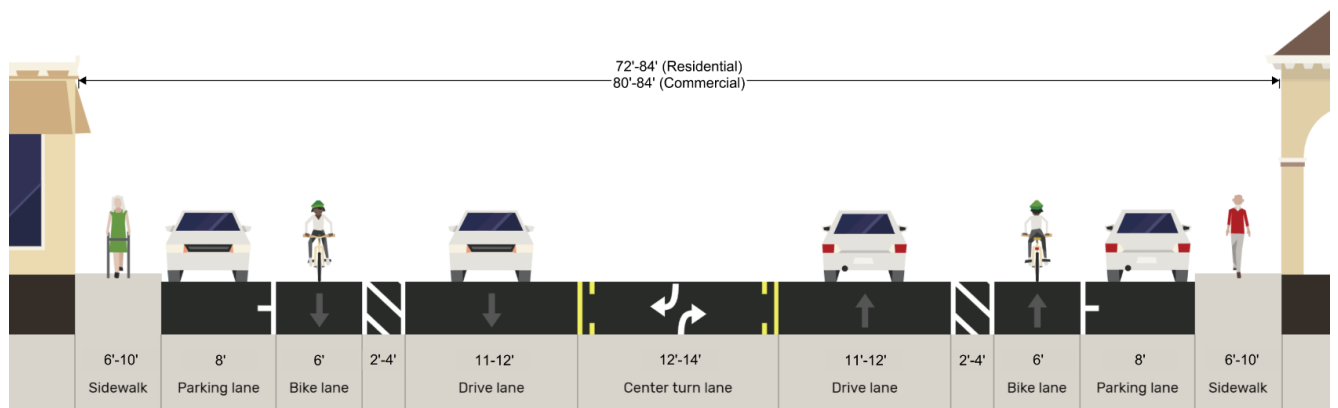 72'-84' (Residential)
80'-84' (Commercial)
6'-10' 8' 6' 2'-4' 11-12' 12'-14' 11'-12' 2'-4' 6' 8' 6'-10'
Sidewalk Parking lane Bike lane Drive lane Center turn lane Drive lane Bike lane Parking lane Sidewalk